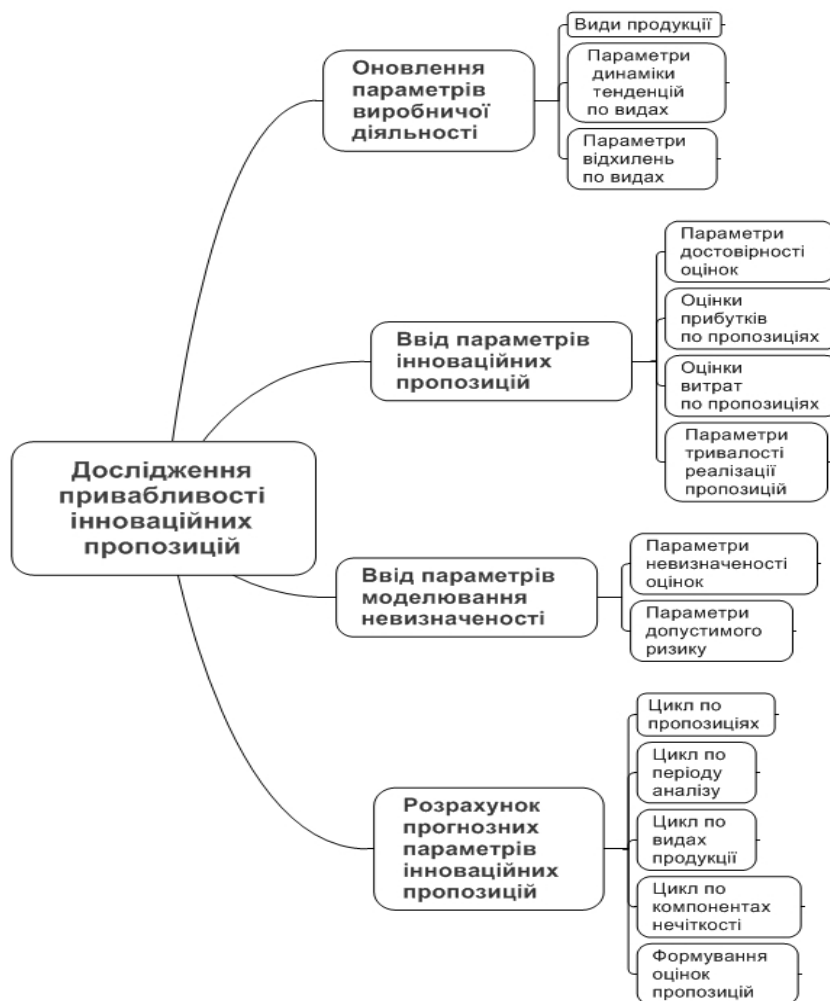 Види продукції
Оновлення
параметрів
виробничої
діяльності
Параметри
динаміки
тенденцій
по видах
Параметри
відхилень
по видах
Параметри
достовірності
оцінок
Ввід параметрів
інноваційних
пропозицій
Оцінки
прибутків
по пропозиціях
Оцінки
витрат
по пропозиціях
Параметри
тривалості
реалізації
пропозицій
Дослідження
привабливості
інноваційних
пропозицій
Ввід параметрів
моделювання
невизначеності
Параметри
невизначеності
оцінок
Параметри
допустимого
ризику
Розрахунок
прогнозних
параметрів
інноваційних
пропозицій
Цикл по
пропозиціях
Цикл по
періоду
аналізу
Цикл по
видах
продукції
Цикл по
компонентах
нечіткості
Формування
оцінок
пропозицій